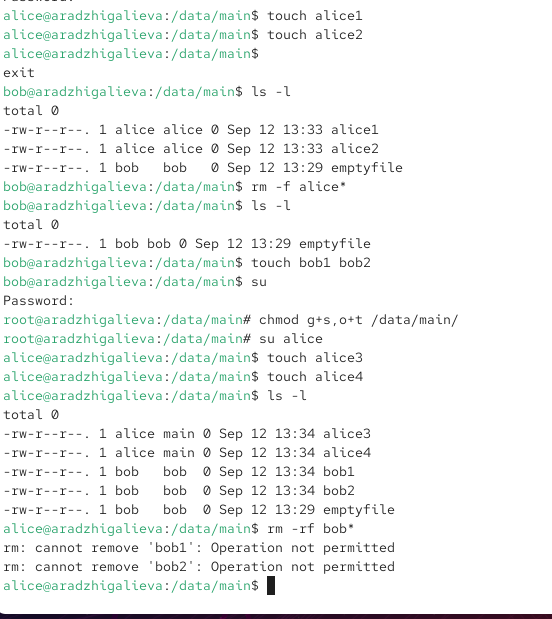 Password:
alice@aradzhigalieva:/data/main$ touch alice1
alice@aradzhigalieva:/data/main$ touch alice2
alice@aradzhigalieva:/data/main$
exit
bob@aradzhigalieva:/data/main$ ls -l
total 0
-rw-r--r--. 1 alice alice 0 Sep 12 13:33 alice1
-rw-r--r--. 1 alice alice 0 Sep 12 13:33 alice2
-rw-r--r--. 1 bob   bob   0 Sep 12 13:29 emptyfile
bob@aradzhigalieva:/data/main$ rm -f alice*
bob@aradzhigalieva:/data/main$ ls -l
total 0
-rw-r--r--. 1 bob bob 0 Sep 12 13:29 emptyfile
bob@aradzhigalieva:/data/main$ touch bob1 bob2
bob@aradzhigalieva:/data/main$ su
Password:
root@aradzhigalieva:/data/main# chmod g+s,o+t /data/main/
root@aradzhigalieva:/data/main# su alice
alice@aradzhigalieva:/data/main$ touch alice3
alice@aradzhigalieva:/data/main$ touch alice4
alice@aradzhigalieva:/data/main$ ls -l
total 0
-rw-r--r--. 1 alice main 0 Sep 12 13:34 alice3
-rw-r--r--. 1 alice main 0 Sep 12 13:34 alice4
-rw-r--r--. 1 bob   bob  0 Sep 12 13:34 bob1
-rw-r--r--. 1 bob   bob  0 Sep 12 13:34 bob2
-rw-r--r--. 1 bob   bob  0 Sep 12 13:29 emptyfile
alice@aradzhigalieva:/data/main$ rm -rf bob*
rm: cannot remove 'bob1': Operation not permitted
rm: cannot remove 'bob2': Operation not permitted
alice@aradzhigalieva:/data/main$